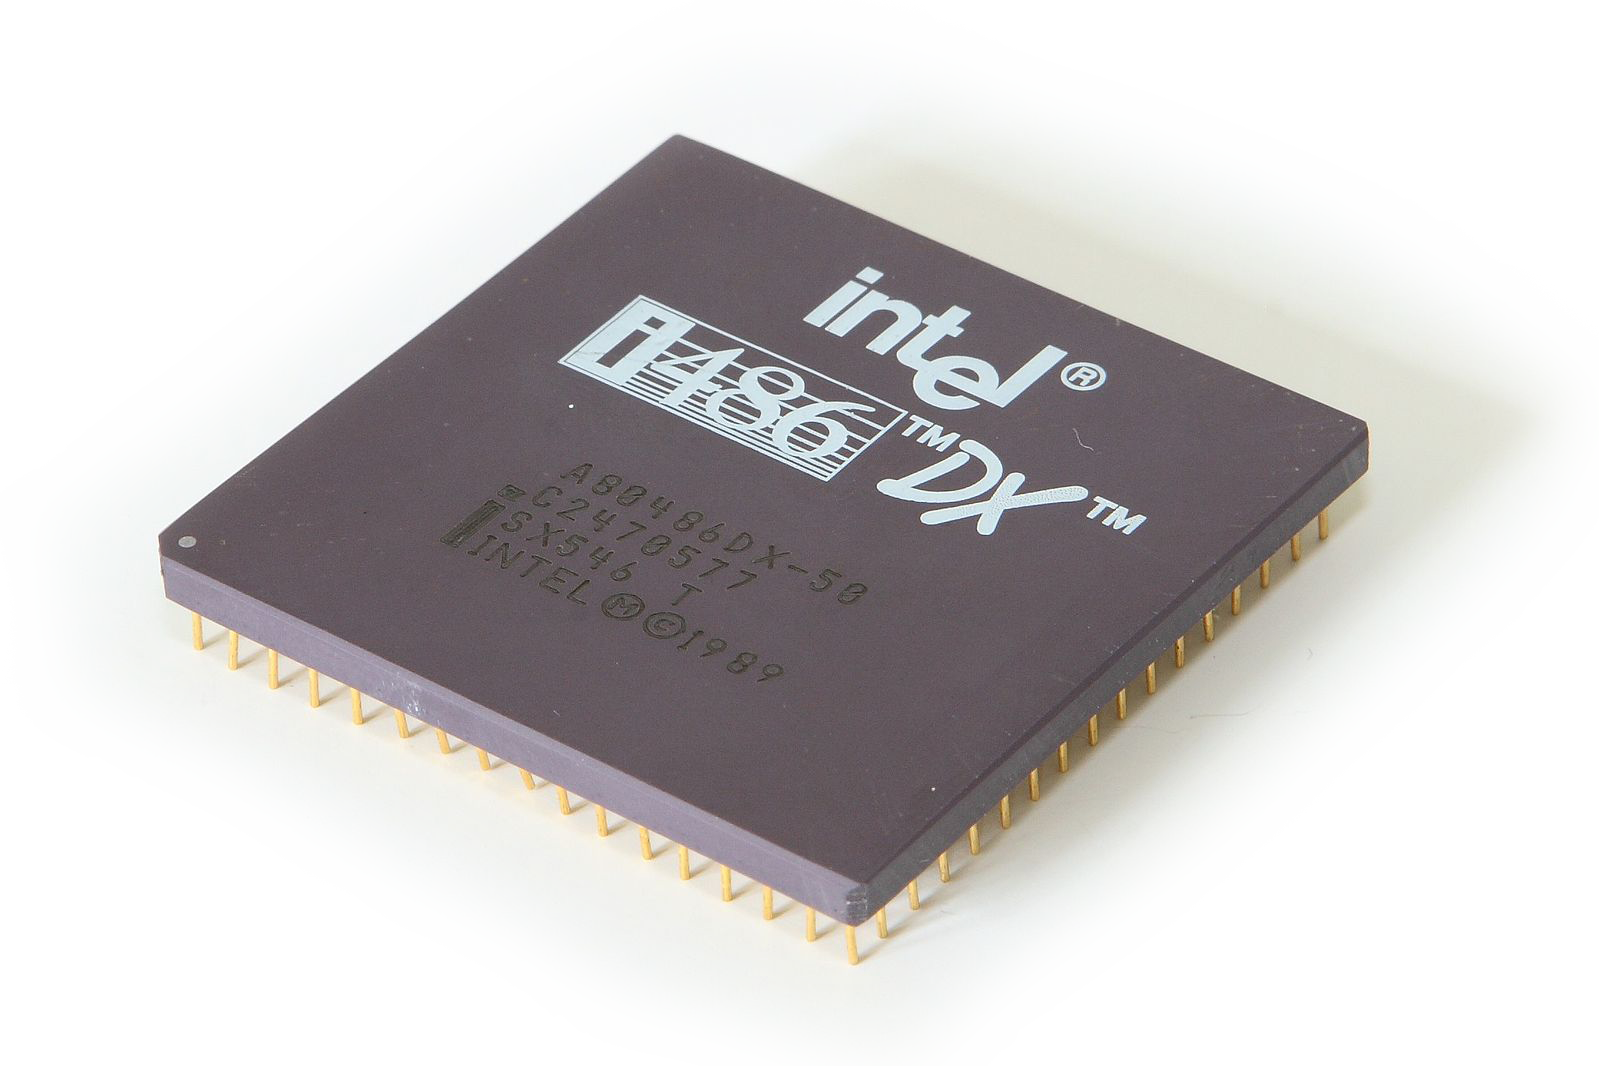 intel®
i486™ DX™
A80486DX-50
C2470577
SX546 T
INTEL Ⓜ©1989